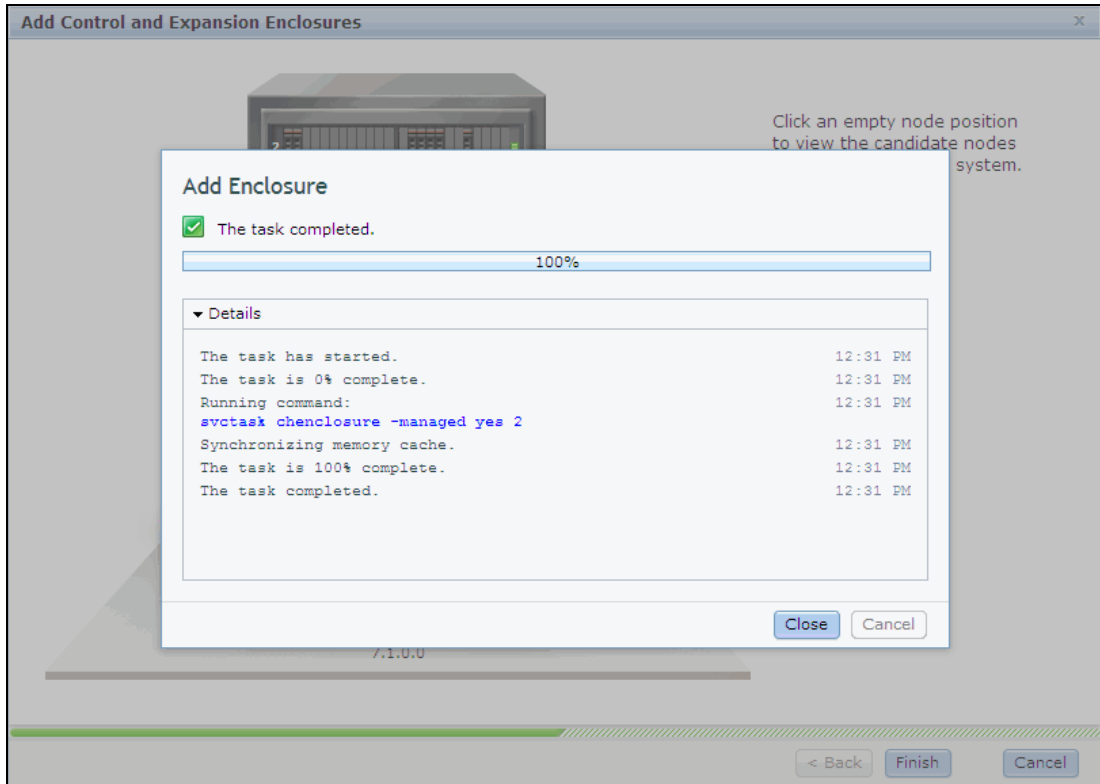 Add Control and Expansion Enclosures
x
Click an empty node position
to view the candidate nodes
system.
2
Add Enclosure
The task completed.
100%
Details
The task has started. 12:31 PM
The task is 0% complete. 12:31 PM
Running command: 12:31 PM
svctask chenclosure -managed yes 2
Synchronizing memory cache. 12:31 PM
The task is 100% complete. 12:31 PM
The task completed. 12:31 PM
Close
Cancel
7.1.0.0
< Back
Finish
Cancel